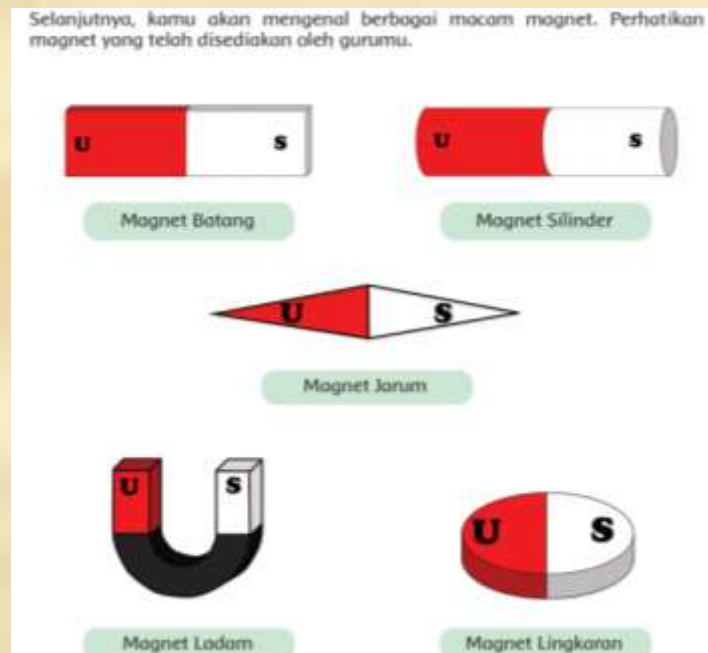 Selanjutnya, kamu akan mengenal berbagai macam magnet. Perhatikan
magnet yang telah disediakan oleh gurumu.
U S
U S
Magnet Batang
Magnet Silinder
U S
Magnet Jarum
U S
U S
Magnet Ladam
Magnet Lingkaran